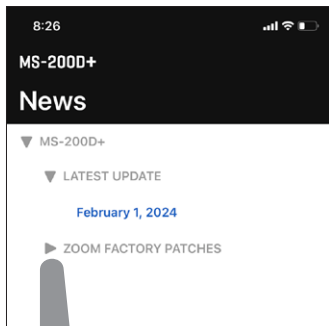 8:26
MS-200D+
News
MS-200D+
LATEST UPDATE
February 1, 2024
ZOOM FACTORY PATCHES